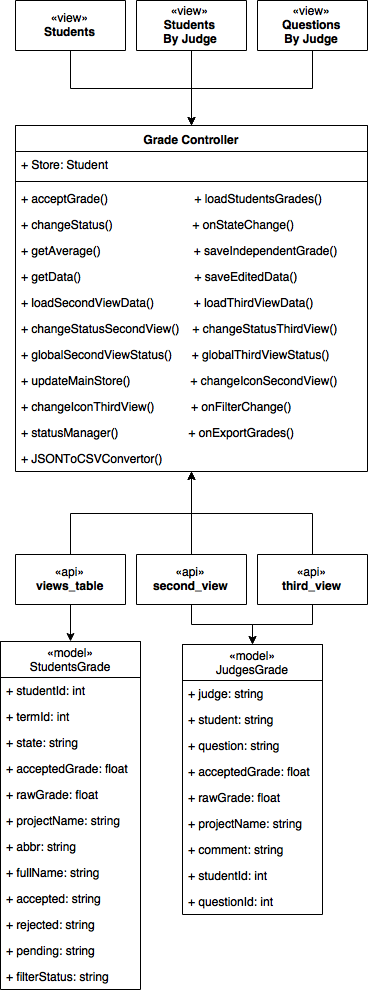 «view»
Students
«view»
Students
By Judge
«view»
Questions
By Judge
Grade Controller
+ Store: Student
+ acceptGrade() + loadStudentsGrades()
+ changeStatus() + onStateChange()
+ getAverage() + saveIndependentGrade()
+ getData() + saveEditedData()
+ loadSecondViewData() + loadThirdViewData()
+ changeStatusSecondView() + changeStatusThirdView()
+ globalSecondViewStatus() + globalThirdViewStatus()
+ updateMainStore() + changeIconSecondView()
+ changeIconThirdView() + onFilterChange()
+ statusManager() + onExportGrades()
+ JSONToCSVConvertor()
«api»
views_table
«api»
second_view
«api»
third_view
«model»
StudentsGrade
+ studentId: int
+ termId: int
+ state: string
+ acceptedGrade: float
+ rawGrade: float
+ projectName: string
+ abbr: string
+ fullName: string
+ accepted: string
+ rejected: string
+ pending: string
+ filterStatus: string
«model»
JudgesGrade
+ judge: string
+ student: string
+ question: string
+ acceptedGrade: float
+ rawGrade: float
+ projectName: string
+ comment: string
+ studentId: int
+ questionId: int